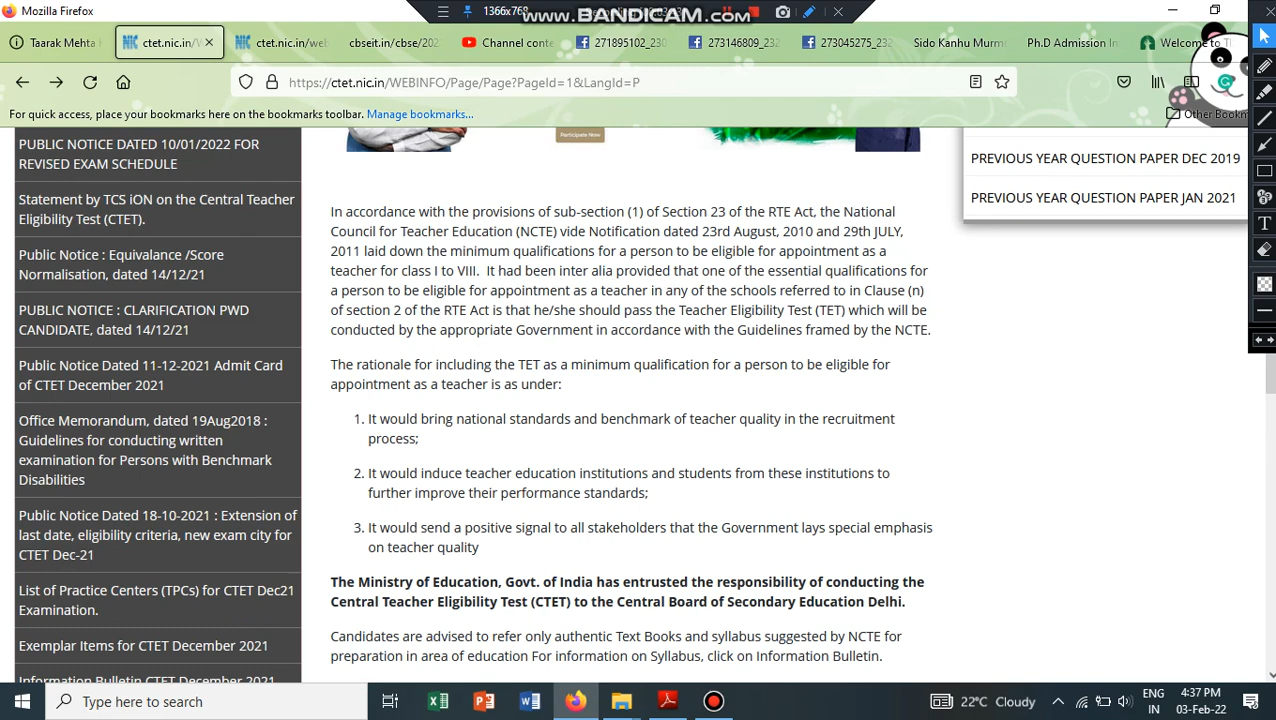 Mozilla Firefox
1366x768
www.BANDICAM.com
Taarak Mehta
ctet.nic.in/
ctet.nic.in/web
cbseit.in/cbse/202
Channel conte
271895102_230
273146809_232
273045275_232
Sido Kanhu Murm
Ph.D Admission In
Welcome to T
https://ctet.nic.in/WEBINFO/Page/Page?PageId=1&LangId=P
For quick access, place your bookmarks here on the bookmarks toolbar. Manage bookmarks...
Other Bookm
Participate Now
PUBLIC NOTICE DATED 10/01/2022 FOR
REVISED EXAM SCHEDULE
Statement by TCS ION on the Central Teacher
Eligibility Test (CTET).
Public Notice : Equivalance /Score
Normalisation, dated 14/12/21
PUBLIC NOTICE : CLARIFICATION PWD
CANDIDATE, dated 14/12/21
Public Notice Dated 11-12-2021 Admit Card
of CTET December 2021
Office Memorandum, dated 19Aug2018 :
Guidelines for conducting written
examination for Persons with Benchmark
Disabilities
Public Notice Dated 18-10-2021 : Extension of
last date, eligibility criteria, new exam city for
CTET Dec-21
List of Practice Centers (TPCs) for CTET Dec21
Examination.
Exemplar Items for CTET December 2021
Information Bulletin CTET December 2021
In accordance with the provisions of sub-section (1) of Section 23 of the RTE Act, the National
Council for Teacher Education (NCTE) vide Notification dated 23rd August, 2010 and 29th JULY,
2011 laid down the minimum qualifications for a person to be eligible for appointment as a
teacher for class I to VIII. It had been inter alia provided that one of the essential qualifications for
a person to be eligible for appointment as a teacher in any of the schools referred to in Clause (n)
of section 2 of the RTE Act is that he/she should pass the Teacher Eligibility Test (TET) which will be
conducted by the appropriate Government in accordance with the Guidelines framed by the NCTE.
The rationale for including the TET as a minimum qualification for a person to be eligible for
appointment as a teacher is as under:
1. It would bring national standards and benchmark of teacher quality in the recruitment
process;
2. It would induce teacher education institutions and students from these institutions to
further improve their performance standards;
3. It would send a positive signal to all stakeholders that the Government lays special emphasis
on teacher quality
The Ministry of Education, Govt. of India has entrusted the responsibility of conducting the
Central Teacher Eligibility Test (CTET) to the Central Board of Secondary Education Delhi.
Candidates are advised to refer only authentic Text Books and syllabus suggested by NCTE for
preparation in area of education For information on Syllabus, click on Information Bulletin.
PREVIOUS YEAR QUESTION PAPER DEC 2019
PREVIOUS YEAR QUESTION PAPER JAN 2021
Type here to search
22°C Cloudy
ENG
IN
4:37 PM
03-Feb-22